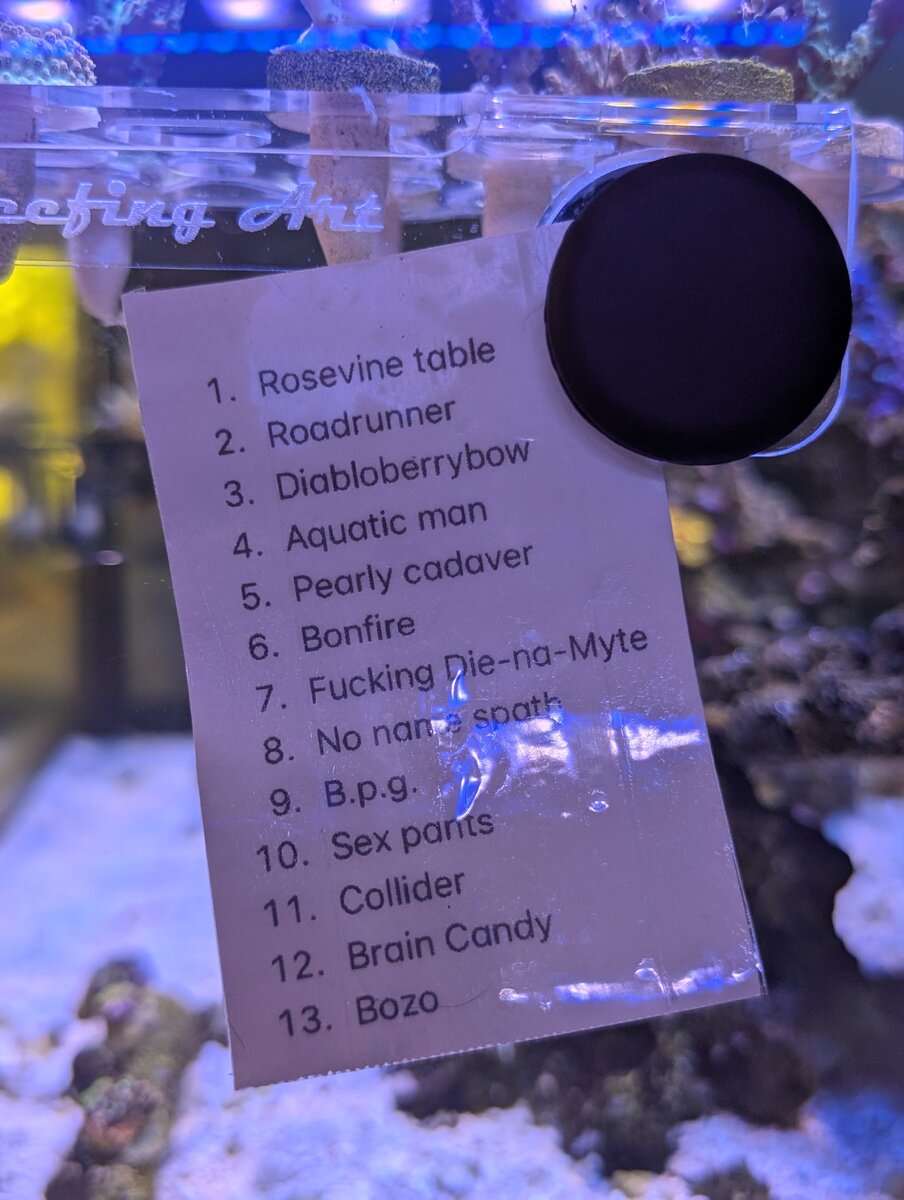 Art
1. Rosevine table
2. Roadrunner
3. Diabloberrybow
4. Aquatic man
5. Pearly cadaver
6. Bonfire
7. Fucking Die-na-Myte
8. No name spath
9. B.p.g.
10. Sex pants
11. Collider
12. Brain Candy
13. Bozo